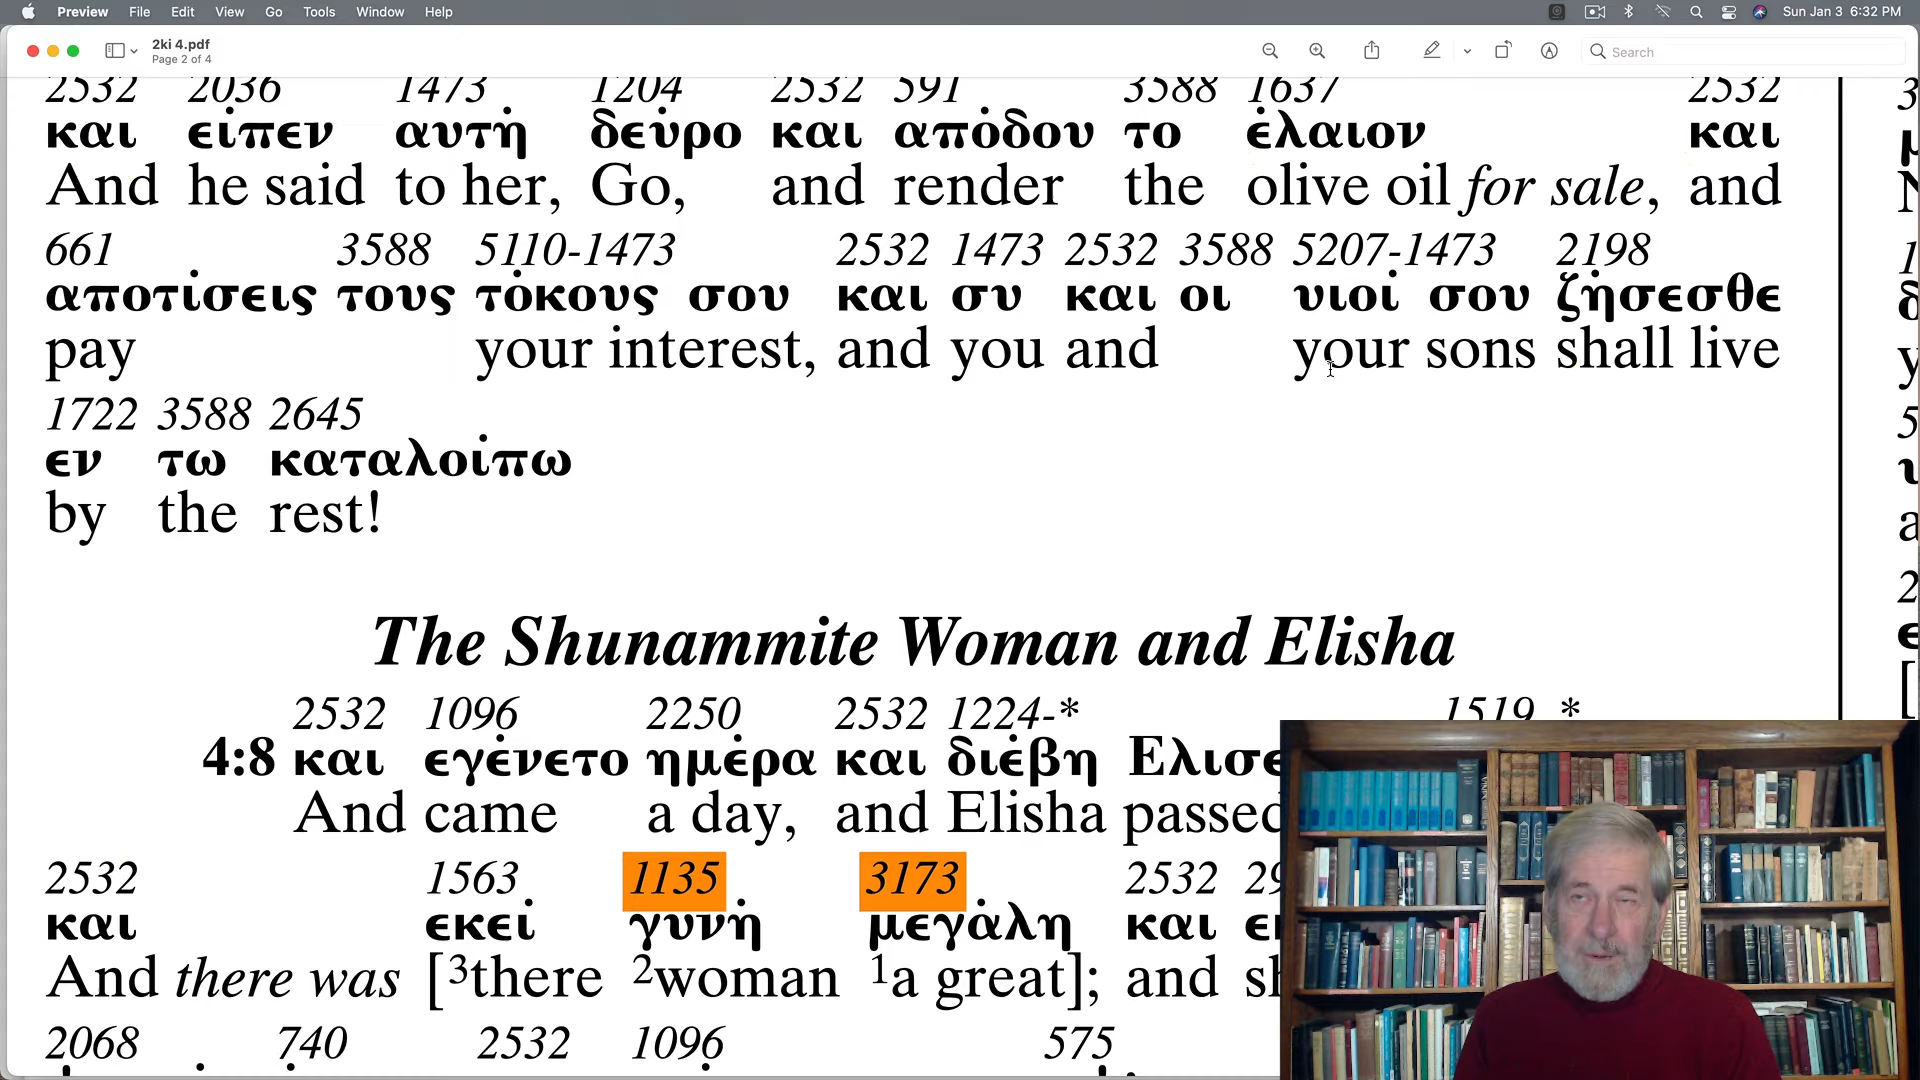 Preview File Edit View Go Tools Window Help Sun Jan 3 6:32 PM
2ki 4.pdf
Page 2 of 4
Search
2532 2036 1473 1204 2532 591 3588 1637 2532
και είπεν αυτή δεύρο και απόδου το έλαιον και
And he said to her, Go, and render the olive oil for sale, and
661 3588 5110-1473 2532 1473 2532 3588 5207-1473 2198
αποτίσεις τους τόκους σου και συ και οι υιοί σου ζήσεσθε
pay your interest, and you and your sons shall live
1722 3588 2645
εν τω καταλοίπω
by the rest!
The Shunammite Woman and Elisha
2532 1096 2250 2532 1224-* 1519 *
4:8 και εγένετο ημέρα και διέβη
And came a day, and Elisha passed
2532 1563 1135 3173 2532
και εκεί γυνή μεγάλη και
And there was [3there 2woman 1a great]; and
2068 740 2532 1096 575